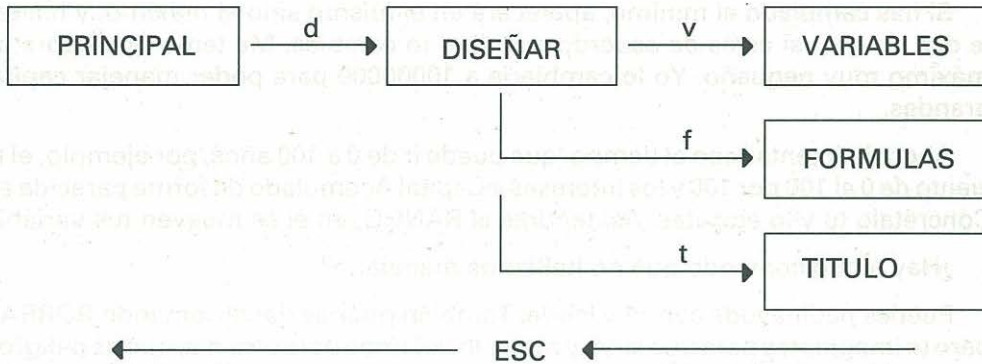 d v
PRINCIPAL DISEÑAR VARIABLES
f
FORMULAS
t
TITULO
ESC